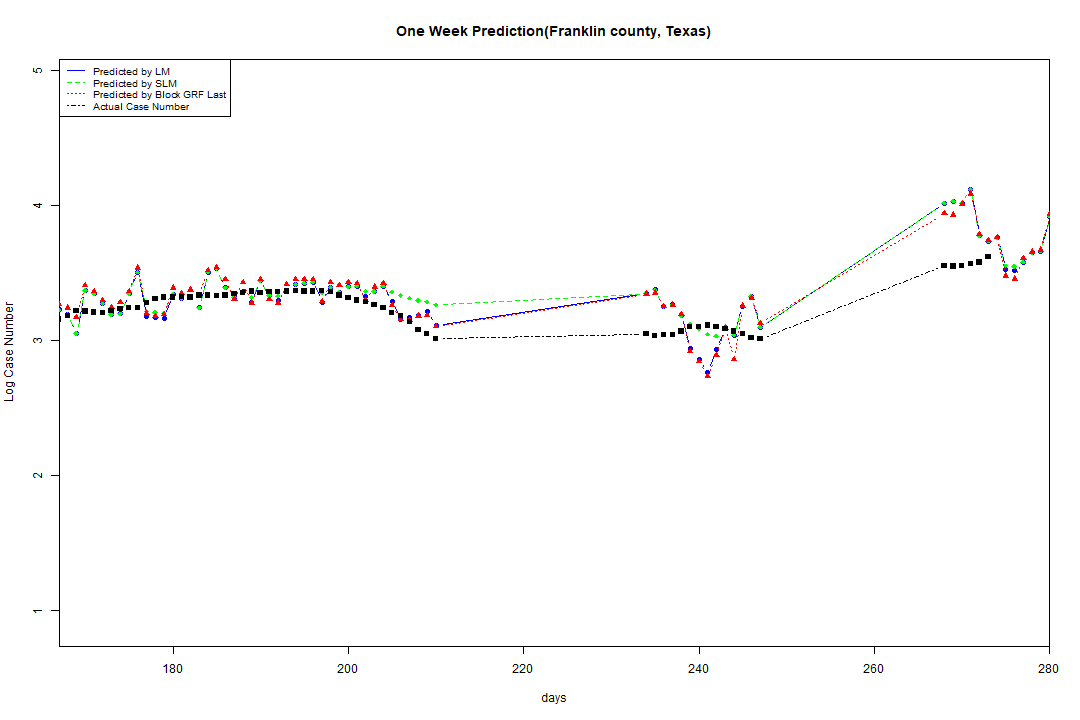 One Week Prediction(Franklin county, Texas)
Predicted by LM
Predicted by SLM
Predicted by Block GRF Last
Actual Case Number
5
4
3
2
1
Log Case Number
180
200
220
240
260
280
days